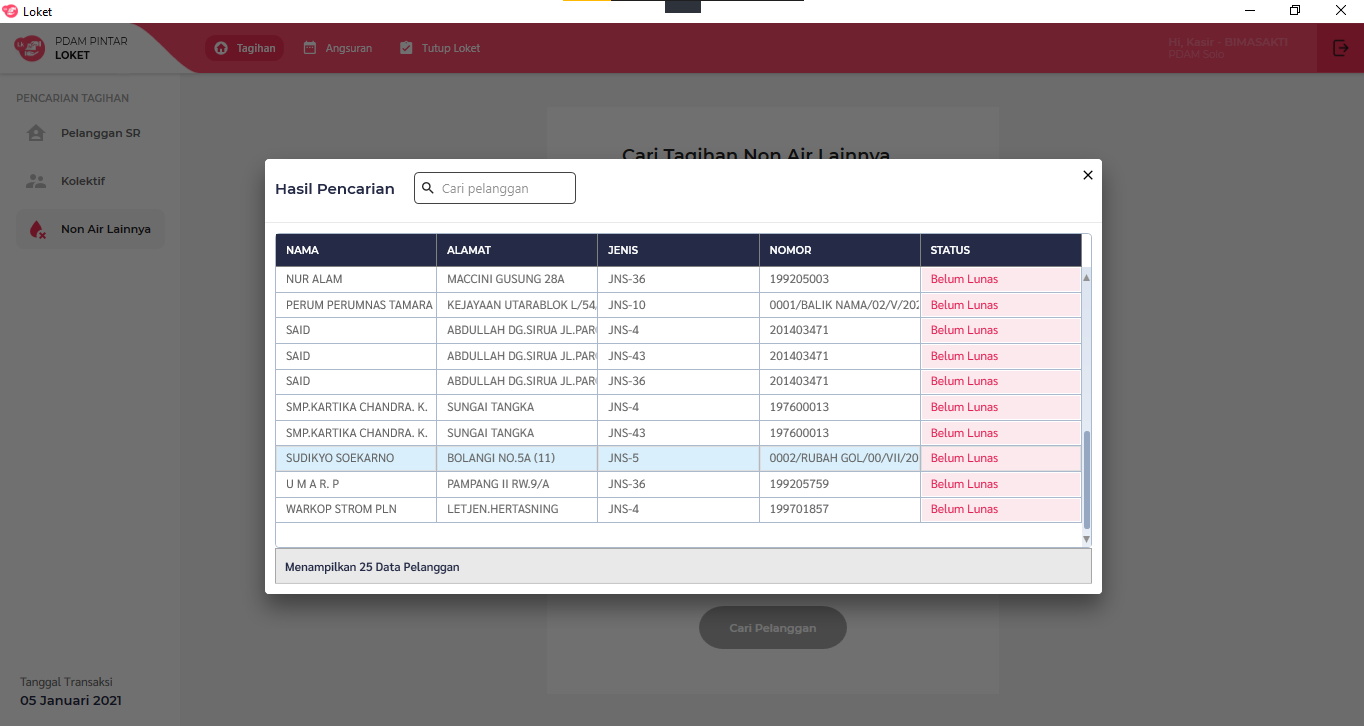 Loket
PDAM PINTAR
LOKET
Tagihan
Angsuran
Tutup Loket
Hi, Kasir - BIMASAKTI
PDAM Solo
PENCARIAN TAGIHAN
Pelanggan SR
Kolektif
Non Air Lainnya
Cari Tagihan Non Air Lainnya
Hasil Pencarian
Cari pelanggan
NAMA ALAMAT JENIS NOMOR STATUS
NUR ALAM MACCINI GUSUNG 28A JNS-36 199205003 Belum Lunas
PERUM PERUMNAS TAMARA KEJAYAAN UTARABLOK L/54, JNS-10 0001/BALIK NAMA/02/V/202 Belum Lunas
SAID ABDULLAH DG.SIRUA JL.PARO JNS-4 201403471 Belum Lunas
SAID ABDULLAH DG.SIRUA JL.PARO JNS-43 201403471 Belum Lunas
SAID ABDULLAH DG.SIRUA JL.PARO JNS-36 201403471 Belum Lunas
SMP.KARTIKA CHANDRA. K. SUNGAI TANGKA JNS-4 197600013 Belum Lunas
SMP.KARTIKA CHANDRA. K. SUNGAI TANGKA JNS-43 197600013 Belum Lunas
SUDIKYO SOEKARNO BOLANGI NO.5A (11) JNS-5 0002/RUBAH GOL/00/VII/20 Belum Lunas
U M A R. P PAMPANG II RW.9/A JNS-36 199205759 Belum Lunas
WARKOP STROM PLN LETJEN.HERTASNING JNS-4 199701857 Belum Lunas
Menampilkan 25 Data Pelanggan
Cari Pelanggan
Tanggal Transaksi
05 Januari 2021